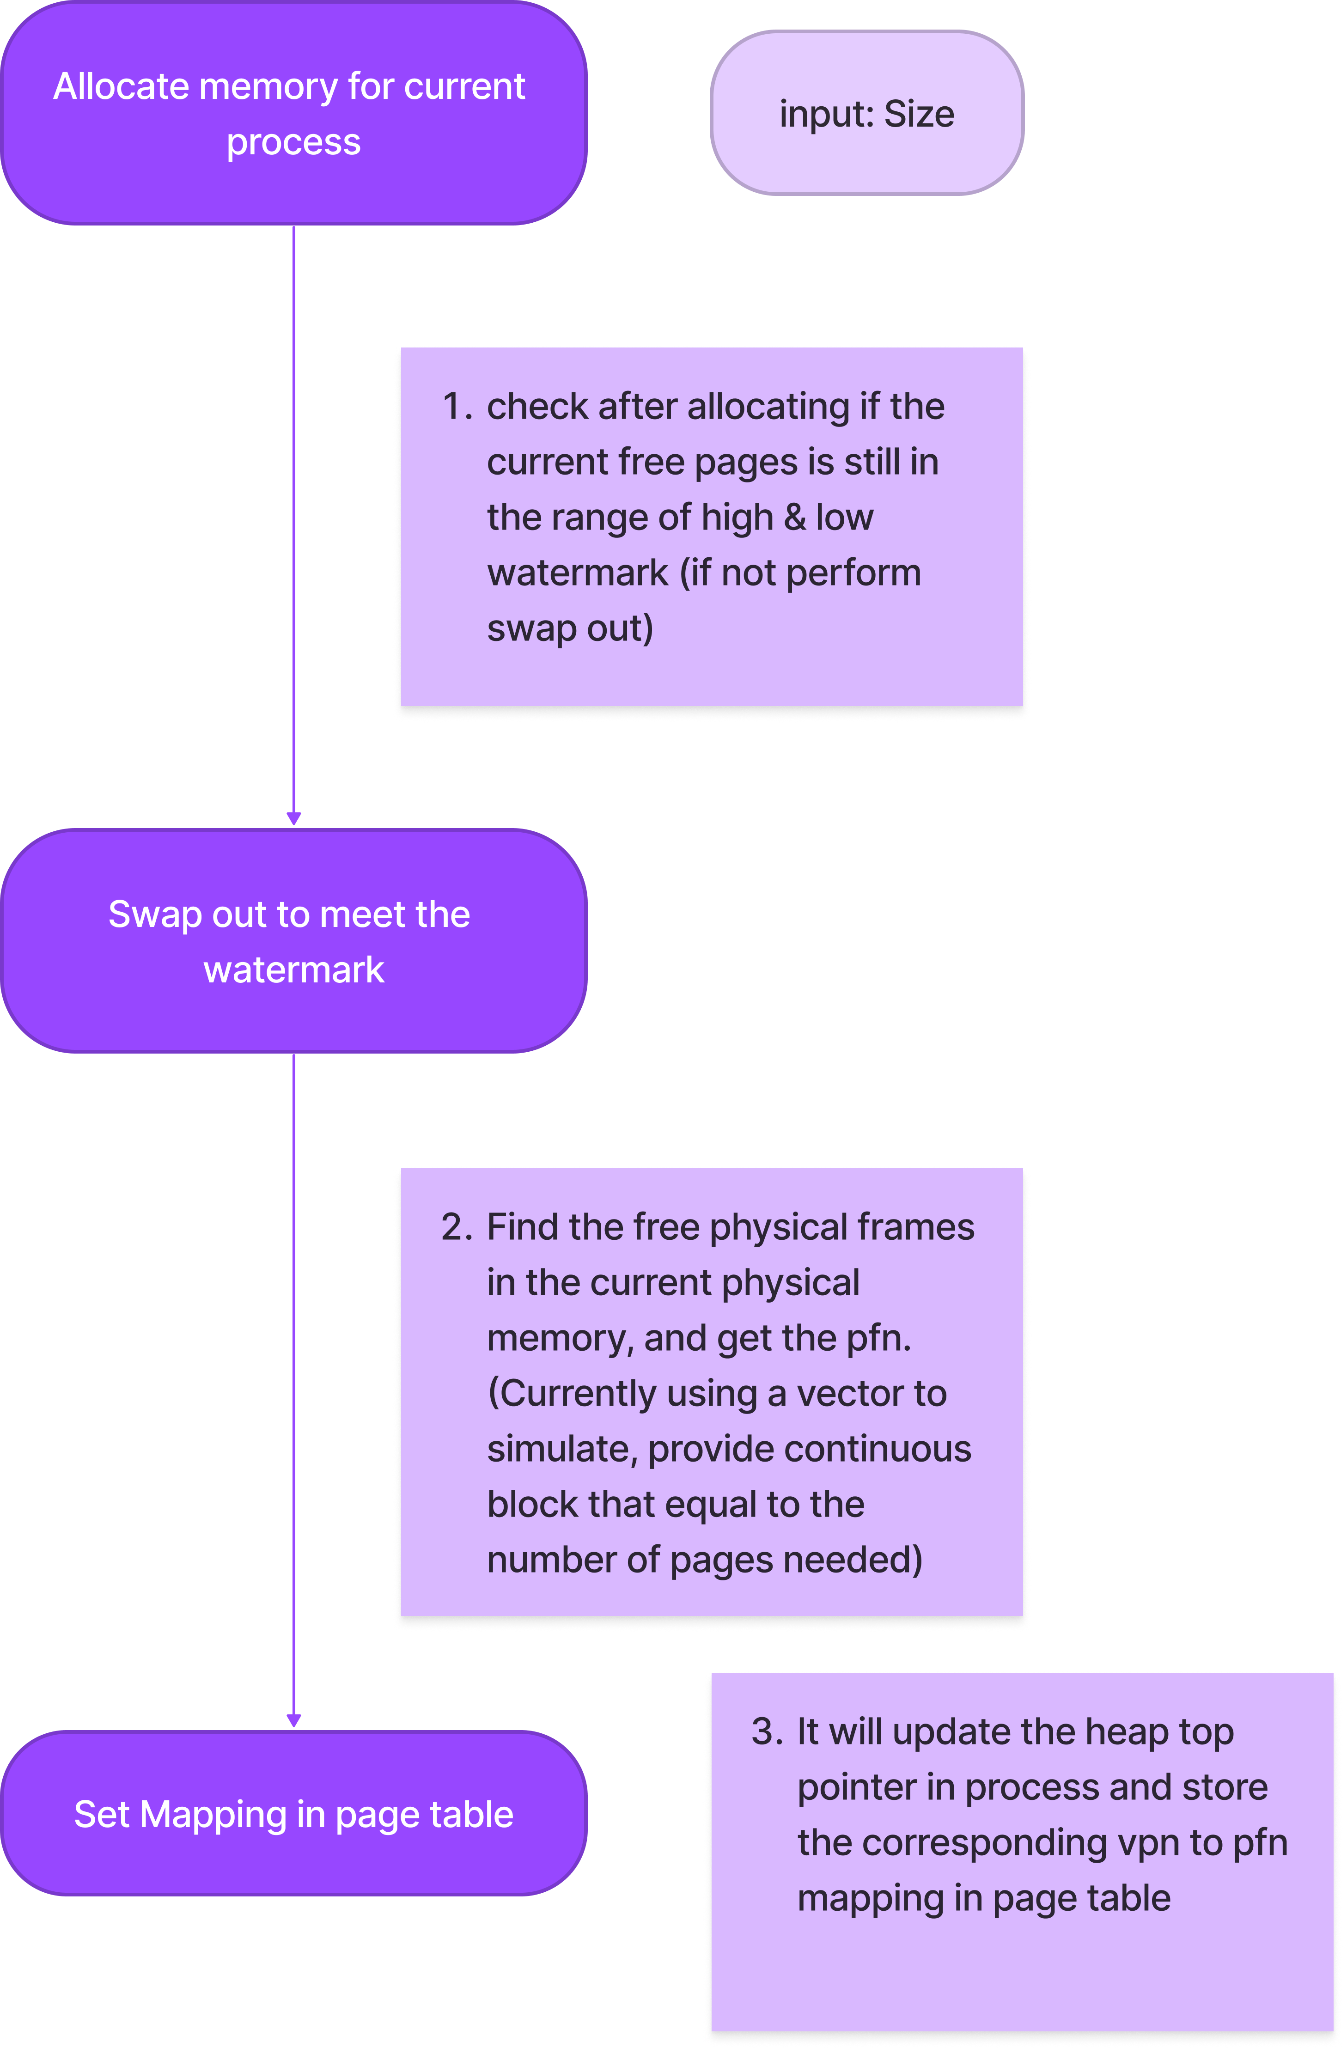 Allocate memory for current
process
input: Size
1. check after allocating if the
current free pages is still in
the range of high & low
watermark (if not perform
swap out)
Swap out to meet the
watermark
2. Find the free physical frames
in the current physical
memory, and get the pfn.
(Currently using a vector to
simulate, provide continuous
block that equal to the
number of pages needed)
Set Mapping in page table
3. It will update the heap top
pointer in process and store
the corresponding vpn to pfn
mapping in page table